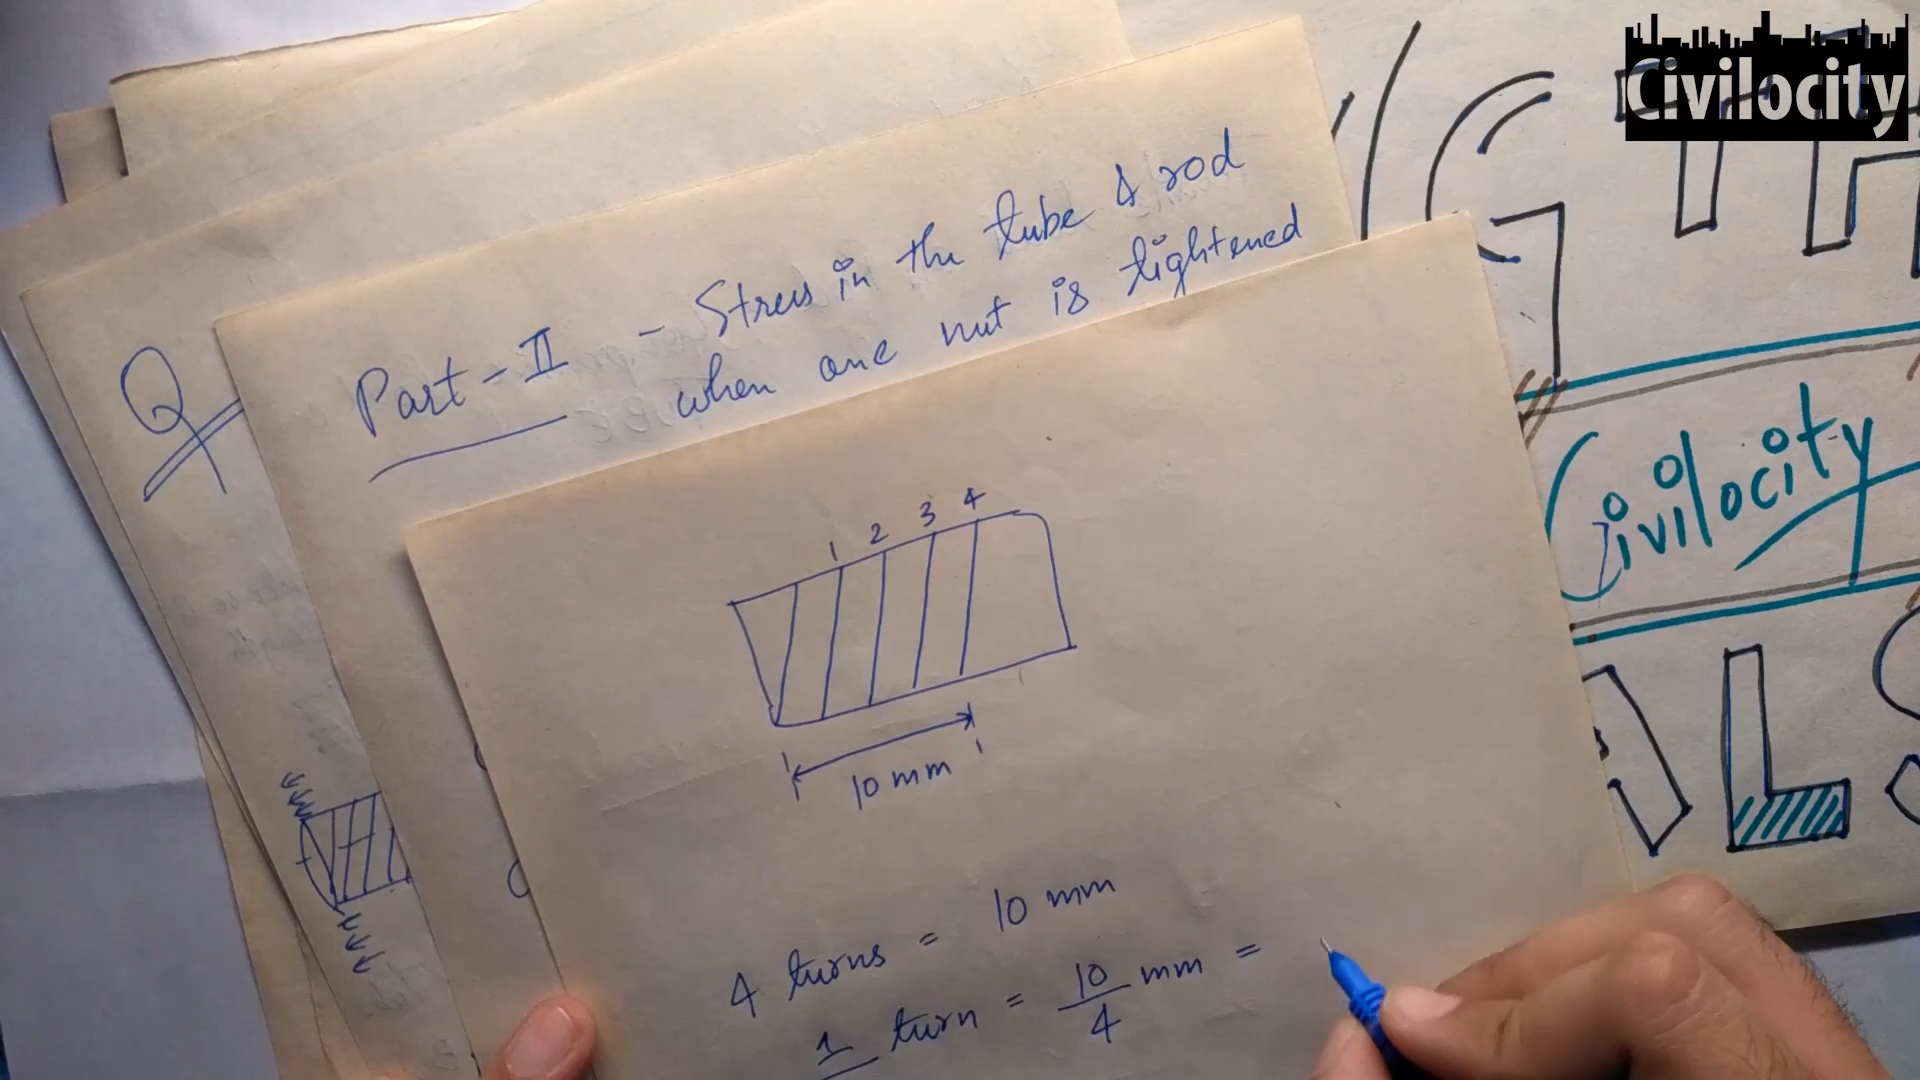 Civilocity
Part-II - Stress in the tube & rod
when one nut is tightened
Q
1 2 3 4
10 mm
4 turns = 10 mm
1 turn = 10/4 mm =
Civilocity